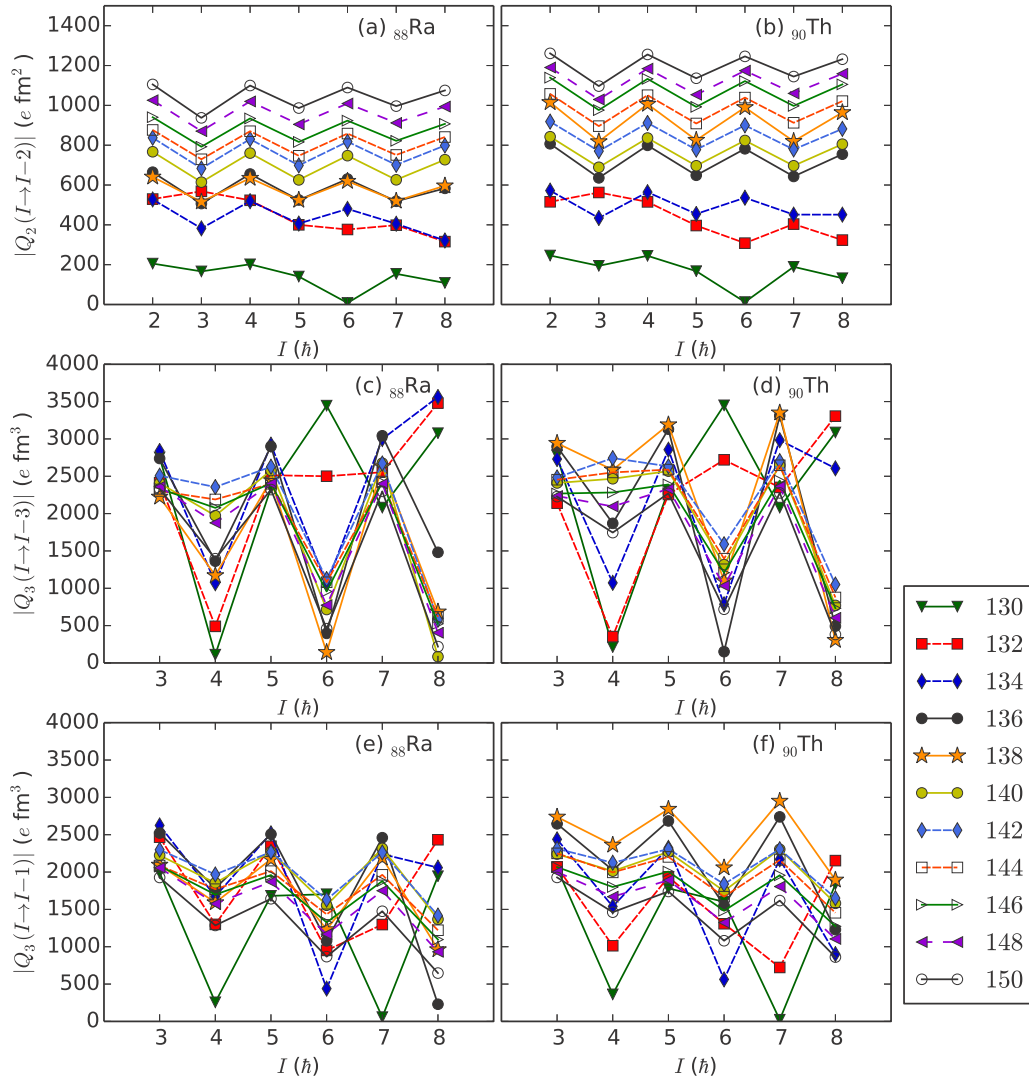 (a) ₈₈Ra
|Q₂(I→I−2)| (e fm²)
1400
1200
1000
800
600
400
200
0
2 3 4 5 6 7 8
I (ħ)
(b) ₉₀Th
2 3 4 5 6 7 8
I (ħ)
(c) ₈₈Ra
|Q₃(I→I−3)| (e fm³)
4000
3500
3000
2500
2000
1500
1000
500
0
3 4 5 6 7 8
I (ħ)
(d) ₉₀Th
3 4 5 6 7 8
I (ħ)
(e) ₈₈Ra
|Q₃(I→I−1)| (e fm³)
4000
3500
3000
2500
2000
1500
1000
500
0
3 4 5 6 7 8
I (ħ)
(f) ₉₀Th
3 4 5 6 7 8
I (ħ)
130
132
134
136
138
140
142
144
146
148
150